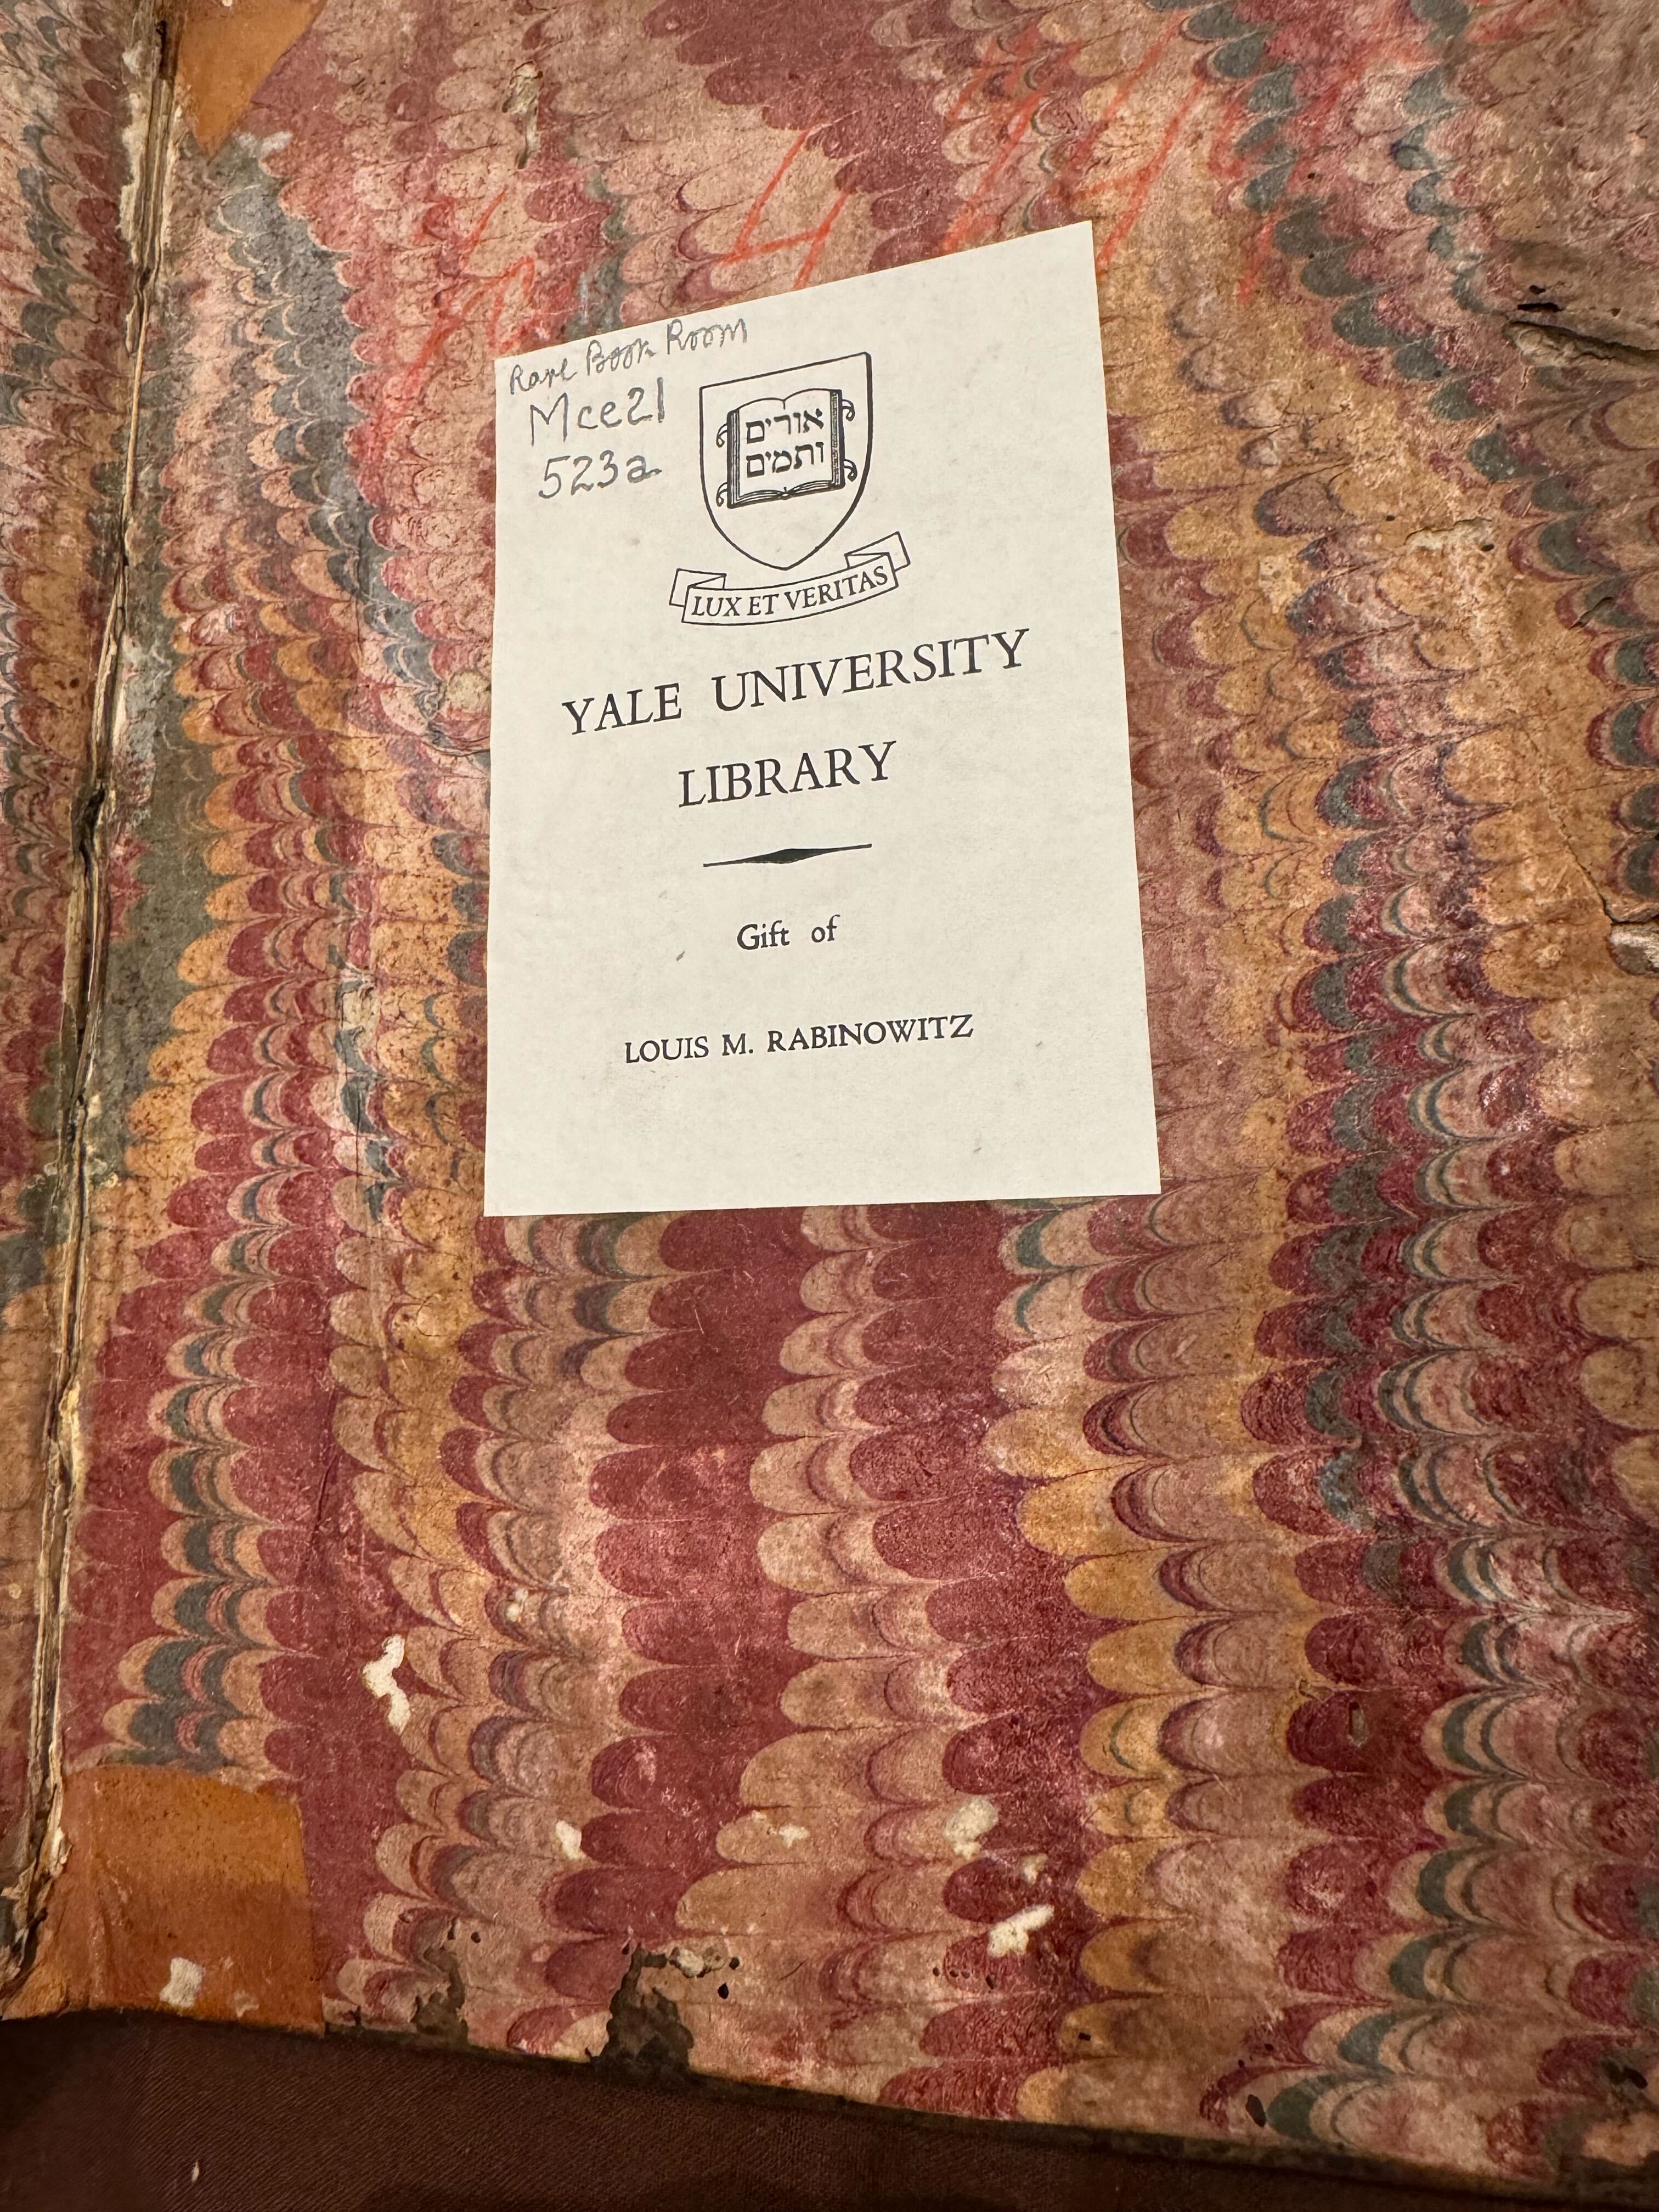 Rare Book Room
Mce21
523a
אורים
ותמים
LUX ET VERITAS
YALE UNIVERSITY
LIBRARY
Gift of
LOUIS M. RABINOWITZ